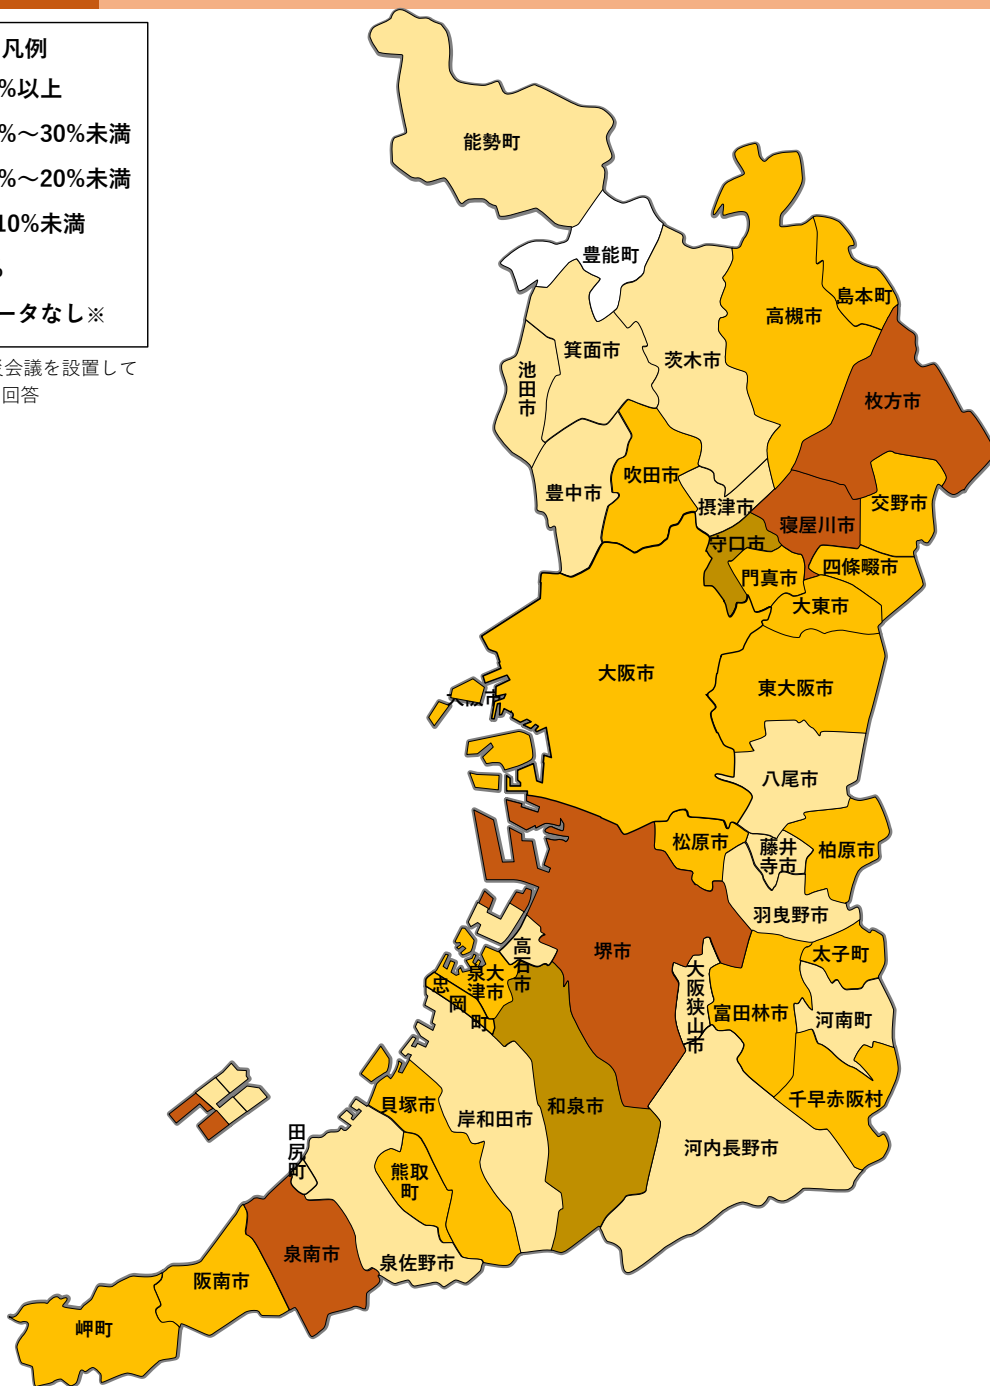 凡例
%以上
%～30%未満
%～20%未満
10%未満
ータなし※
会議を設置して
回答
能勢町
豊能町
島本町
高槻市
箕面市
茨木市
池田市
枚方市
吹田市
豊中市
摂津市
交野市
寝屋川市
守口市
四條畷市
門真市
大東市
大阪市
東大阪市
大阪市
八尾市
松原市
藤井
寺市
柏原市
羽曳野市
高石市
堺市
太子町
大阪狭山市
泉大
津市
忠
岡
町
富田林市
河南町
千早赤阪村
貝塚市
岸和田市
和泉市
河内長野市
田尻町
熊取
町
泉南市
泉佐野市
阪南市
岬町